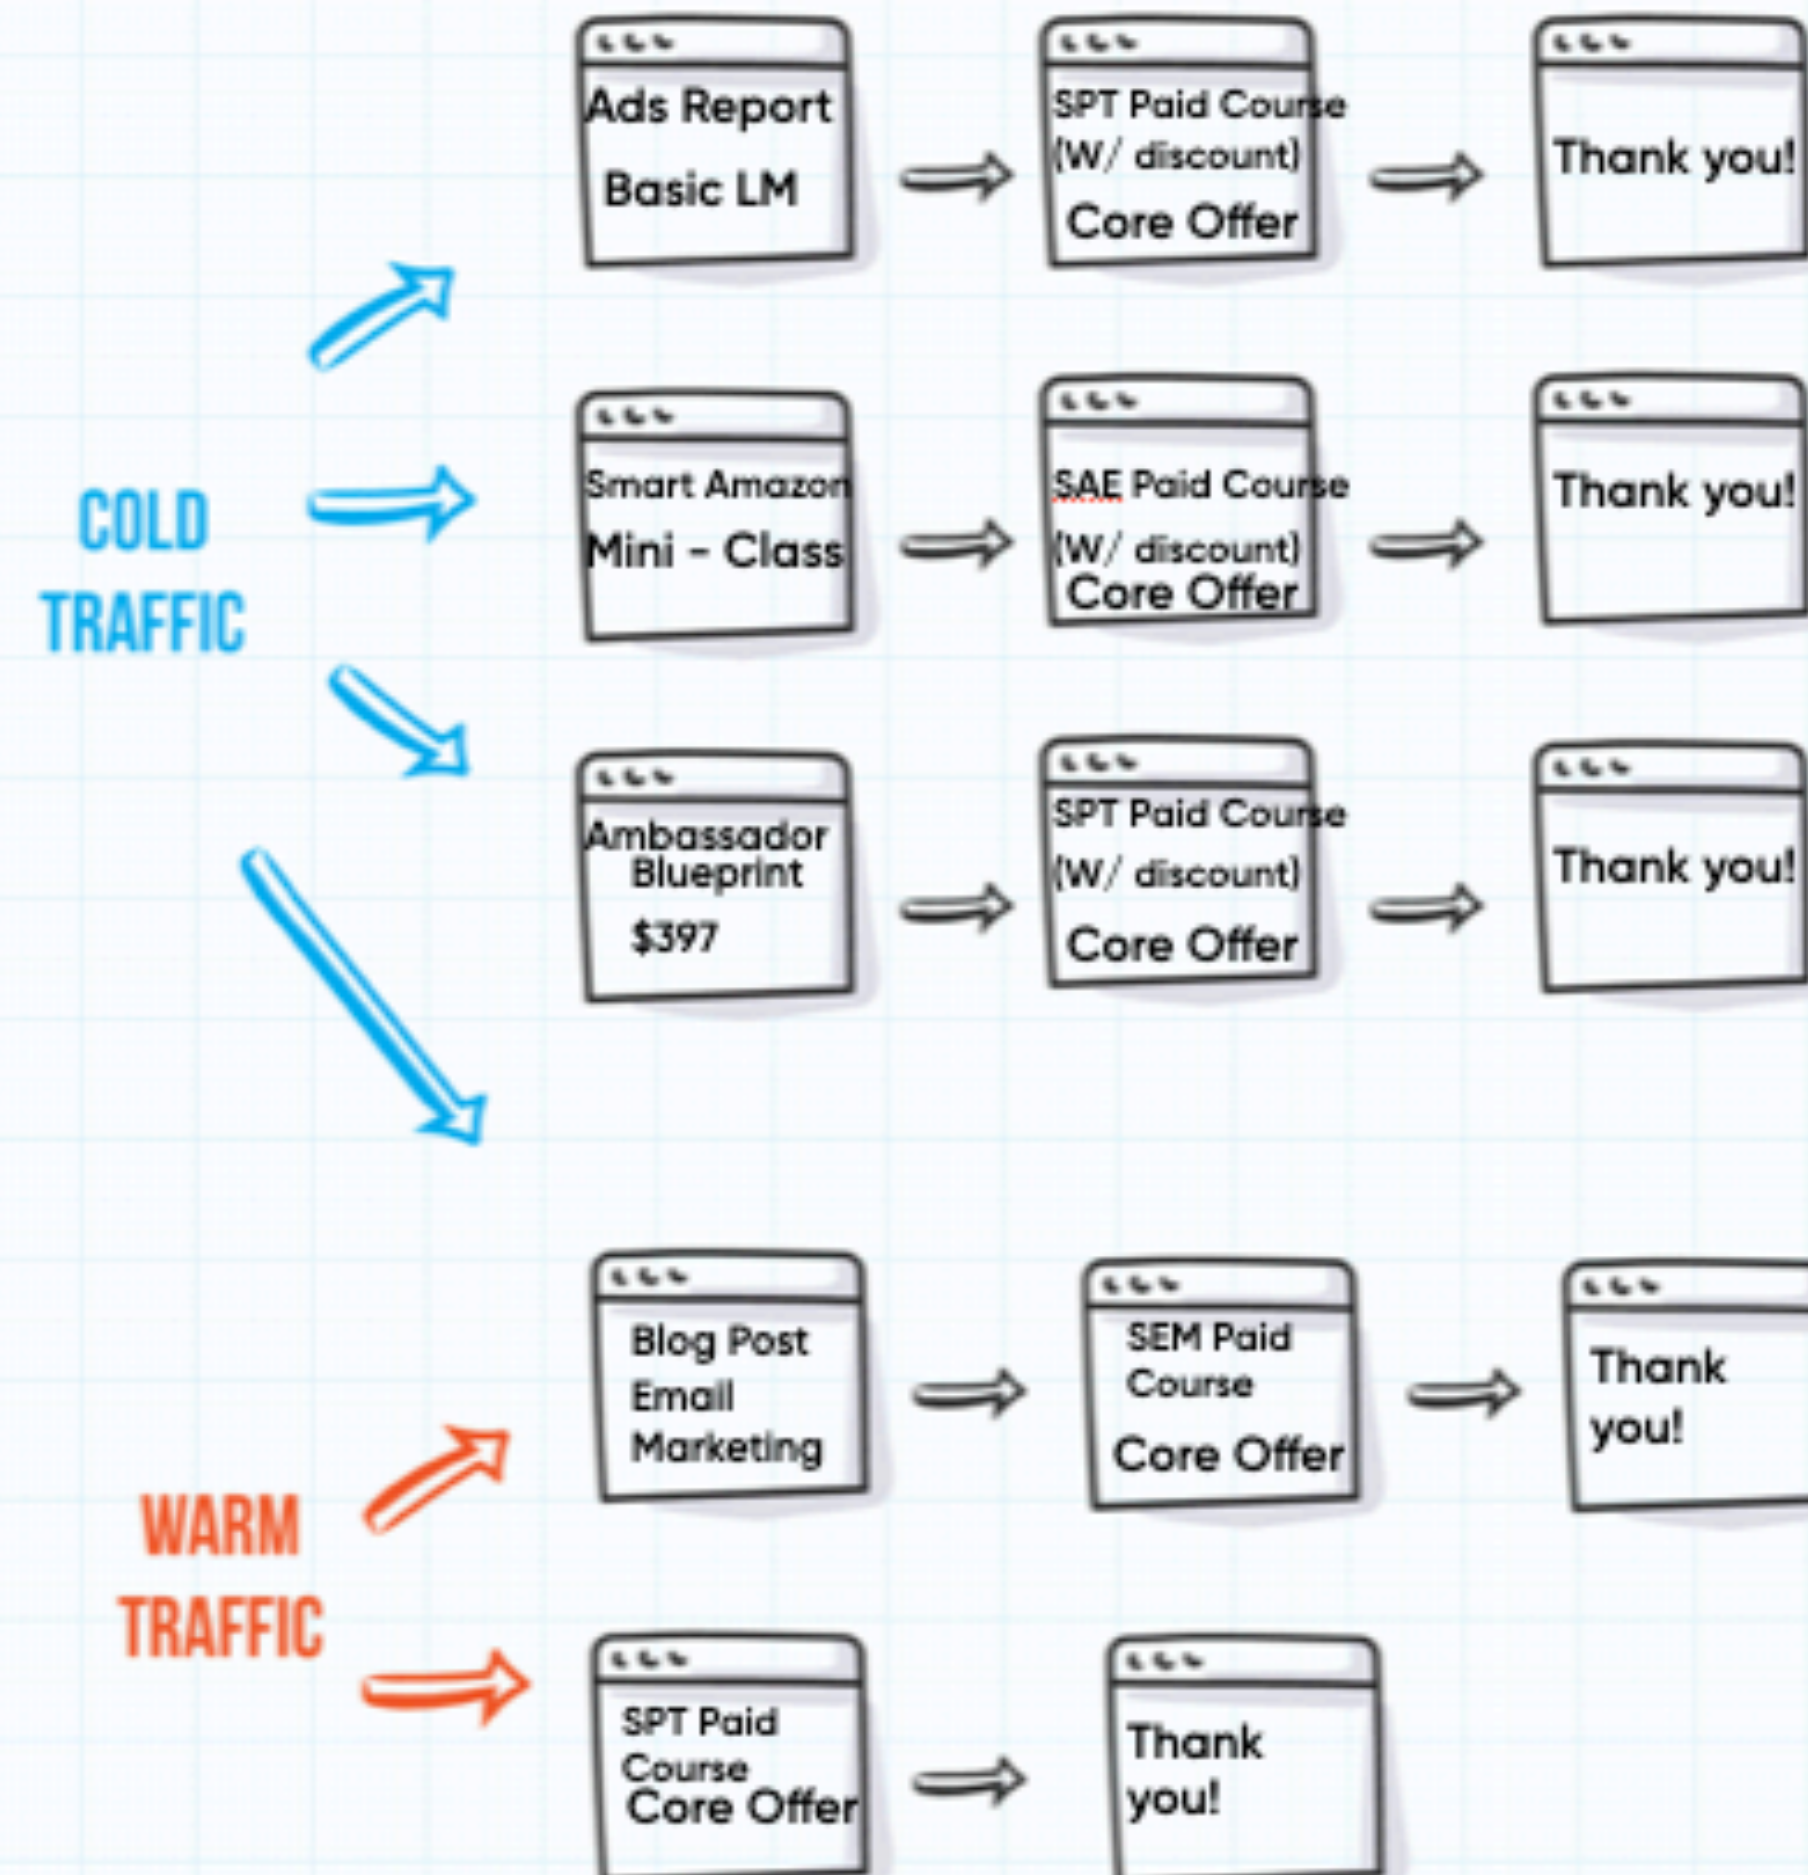 Ads Report
Basic LM
SPT Paid Course
(W/ discount)
Core Offer
Thank you!
COLD
TRAFFIC
Smart Amazon
Mini - Class
SAE Paid Course
(W/ discount)
Core Offer
Thank you!
Ambassador
Blueprint
$397
SPT Paid Course
(W/ discount)
Core Offer
Thank you!
WARM
TRAFFIC
Blog Post
Email
Marketing
SEM Paid
Course
Core Offer
Thank
you!
SPT Paid
Course
Core Offer
Thank
you!